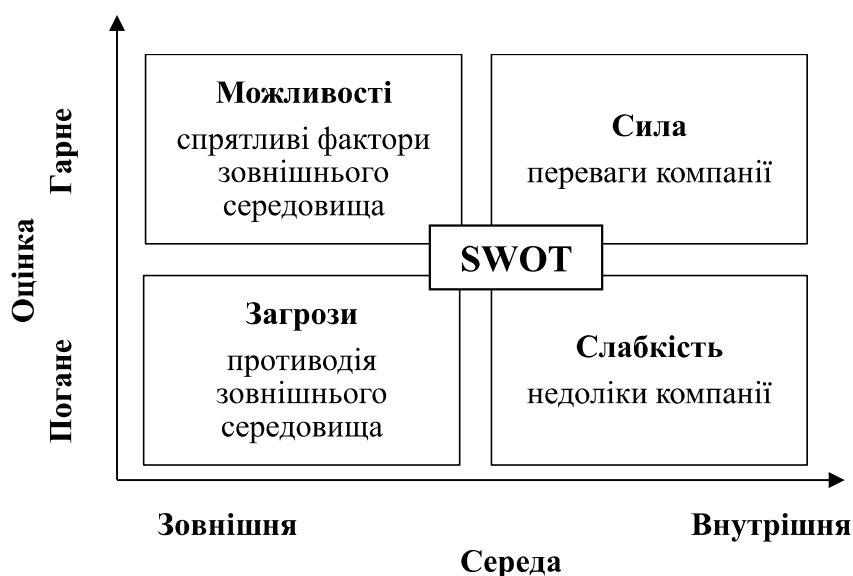 Оцінка
Гарне
Погане
Можливості
спрятливі фактори
зовнішнього
середовища
Сила
переваги компанії
SWOT
Загрози
противодія
зовнішнього
середовища
Слабкість
недоліки компанії
Зовнішня
Внутрішня
Середа